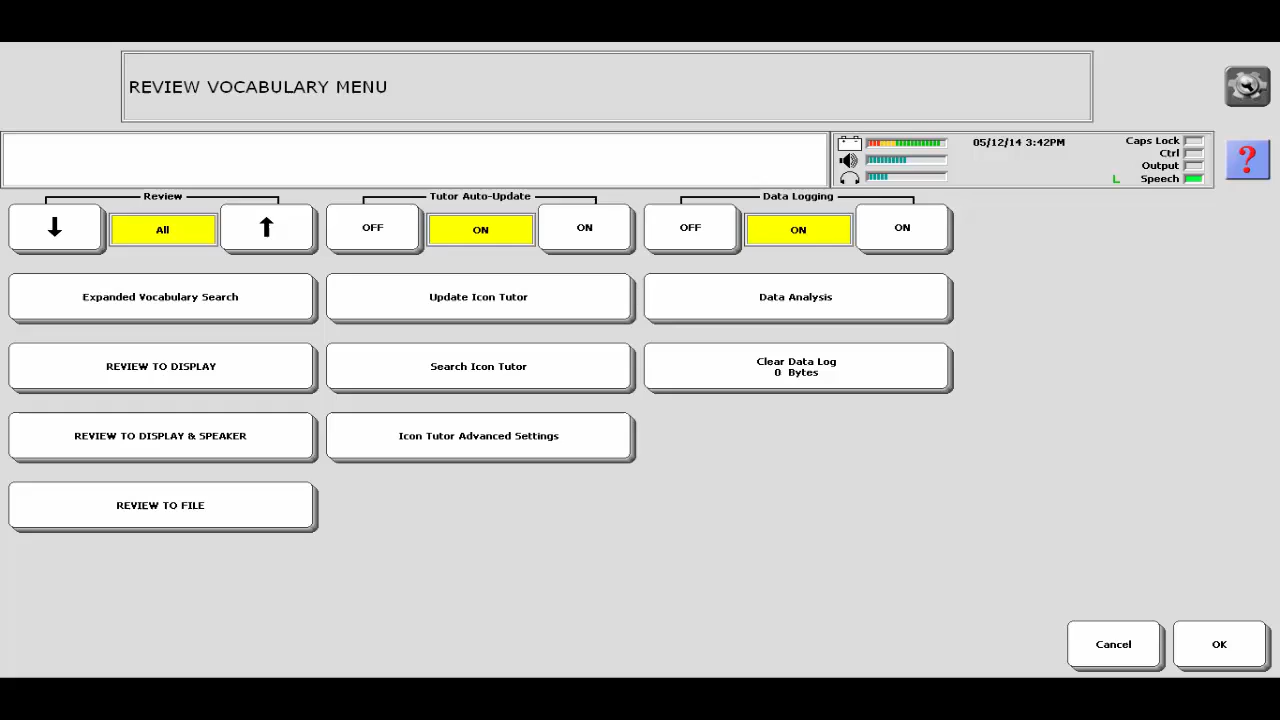 REVIEW VOCABULARY MENU
05/12/14 3:42PM
Caps Lock
Ctrl
Output
L Speech
?
Review
Tutor Auto-Update
Data Logging
All
OFF
ON
ON
OFF
ON
ON
Expanded Vocabulary Search
Update Icon Tutor
Data Analysis
REVIEW TO DISPLAY
Search Icon Tutor
Clear Data Log
0 Bytes
REVIEW TO DISPLAY & SPEAKER
Icon Tutor Advanced Settings
REVIEW TO FILE
Cancel
OK